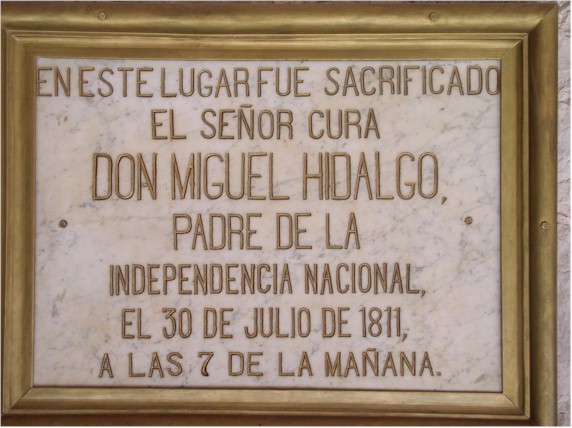 EN ESTE LUGAR FUE SACRIFICADO
EL SEÑOR CURA
DON MIGUEL HIDALGO,
PADRE DE LA
INDEPENDENCIA NACIONAL,
EL 30 DE JULIO DE 1811,
A LAS 7 DE LA MAÑANA.